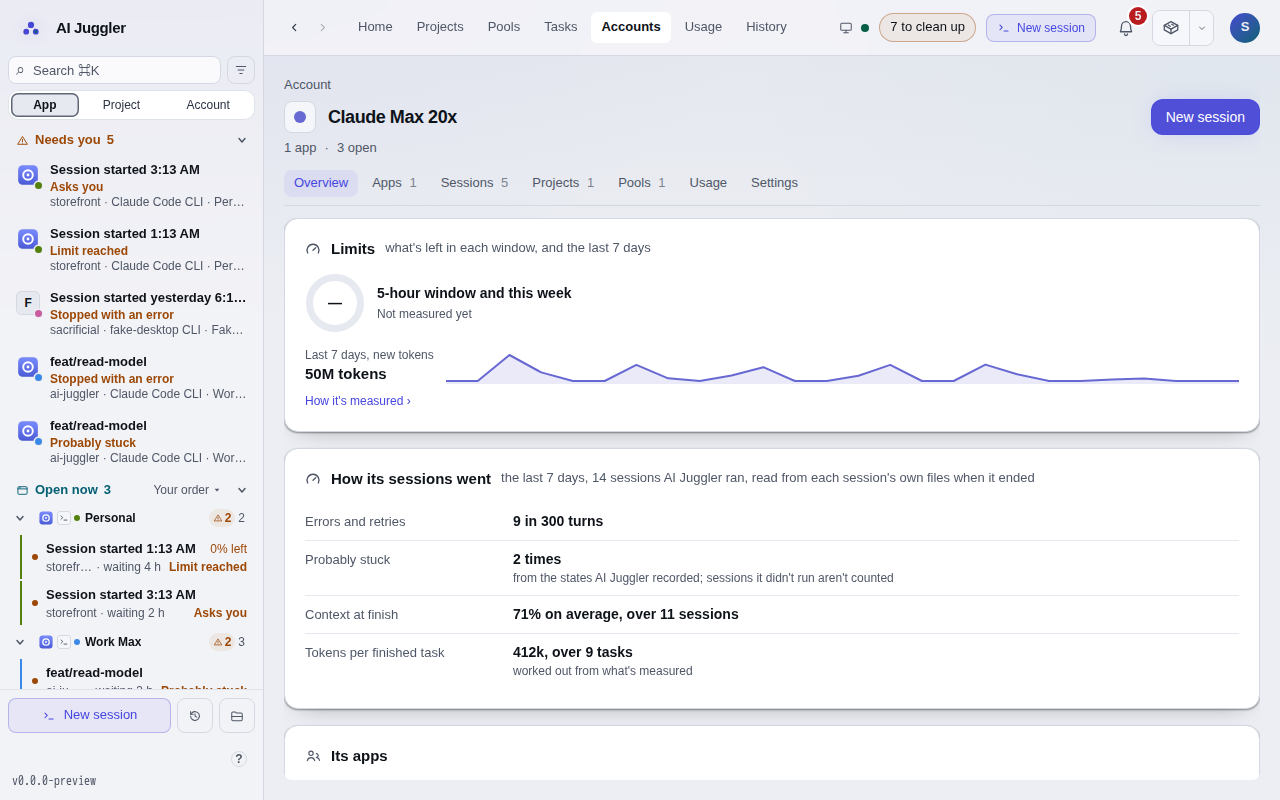 AI Juggler
Search ⌘K
App Project Account
Needs you 5
Session started 3:13 AM
Asks you
storefront · Claude Code CLI · Per…
Session started 1:13 AM
Limit reached
storefront · Claude Code CLI · Per…
F
Session started yesterday 6:1…
Stopped with an error
sacrificial · fake-desktop CLI · Fak…
feat/read-model
Stopped with an error
ai-juggler · Claude Code CLI · Wor…
feat/read-model
Probably stuck
ai-juggler · Claude Code CLI · Wor…
Open now 3 Your order
Personal 2 2
Session started 1:13 AM 0% left
storefr… · waiting 4 h Limit reached
Session started 3:13 AM
storefront · waiting 2 h Asks you
Work Max 2 3
feat/read-model
New session
?
v0.0.0-preview
Home Projects Pools Tasks Accounts Usage History
7 to clean up
New session
5
S
Account
Claude Max 20x
New session
1 app · 3 open
Overview Apps 1 Sessions 5 Projects 1 Pools 1 Usage Settings
Limits what's left in each window, and the last 7 days
—
5-hour window and this week
Not measured yet
Last 7 days, new tokens
50M tokens
How it's measured ›
How its sessions went the last 7 days, 14 sessions AI Juggler ran, read from each session's own files when it ended
Errors and retries 9 in 300 turns
Probably stuck 2 times
from the states AI Juggler recorded; sessions it didn't run aren't counted
Context at finish 71% on average, over 11 sessions
Tokens per finished task 412k, over 9 tasks
worked out from what's measured
Its apps